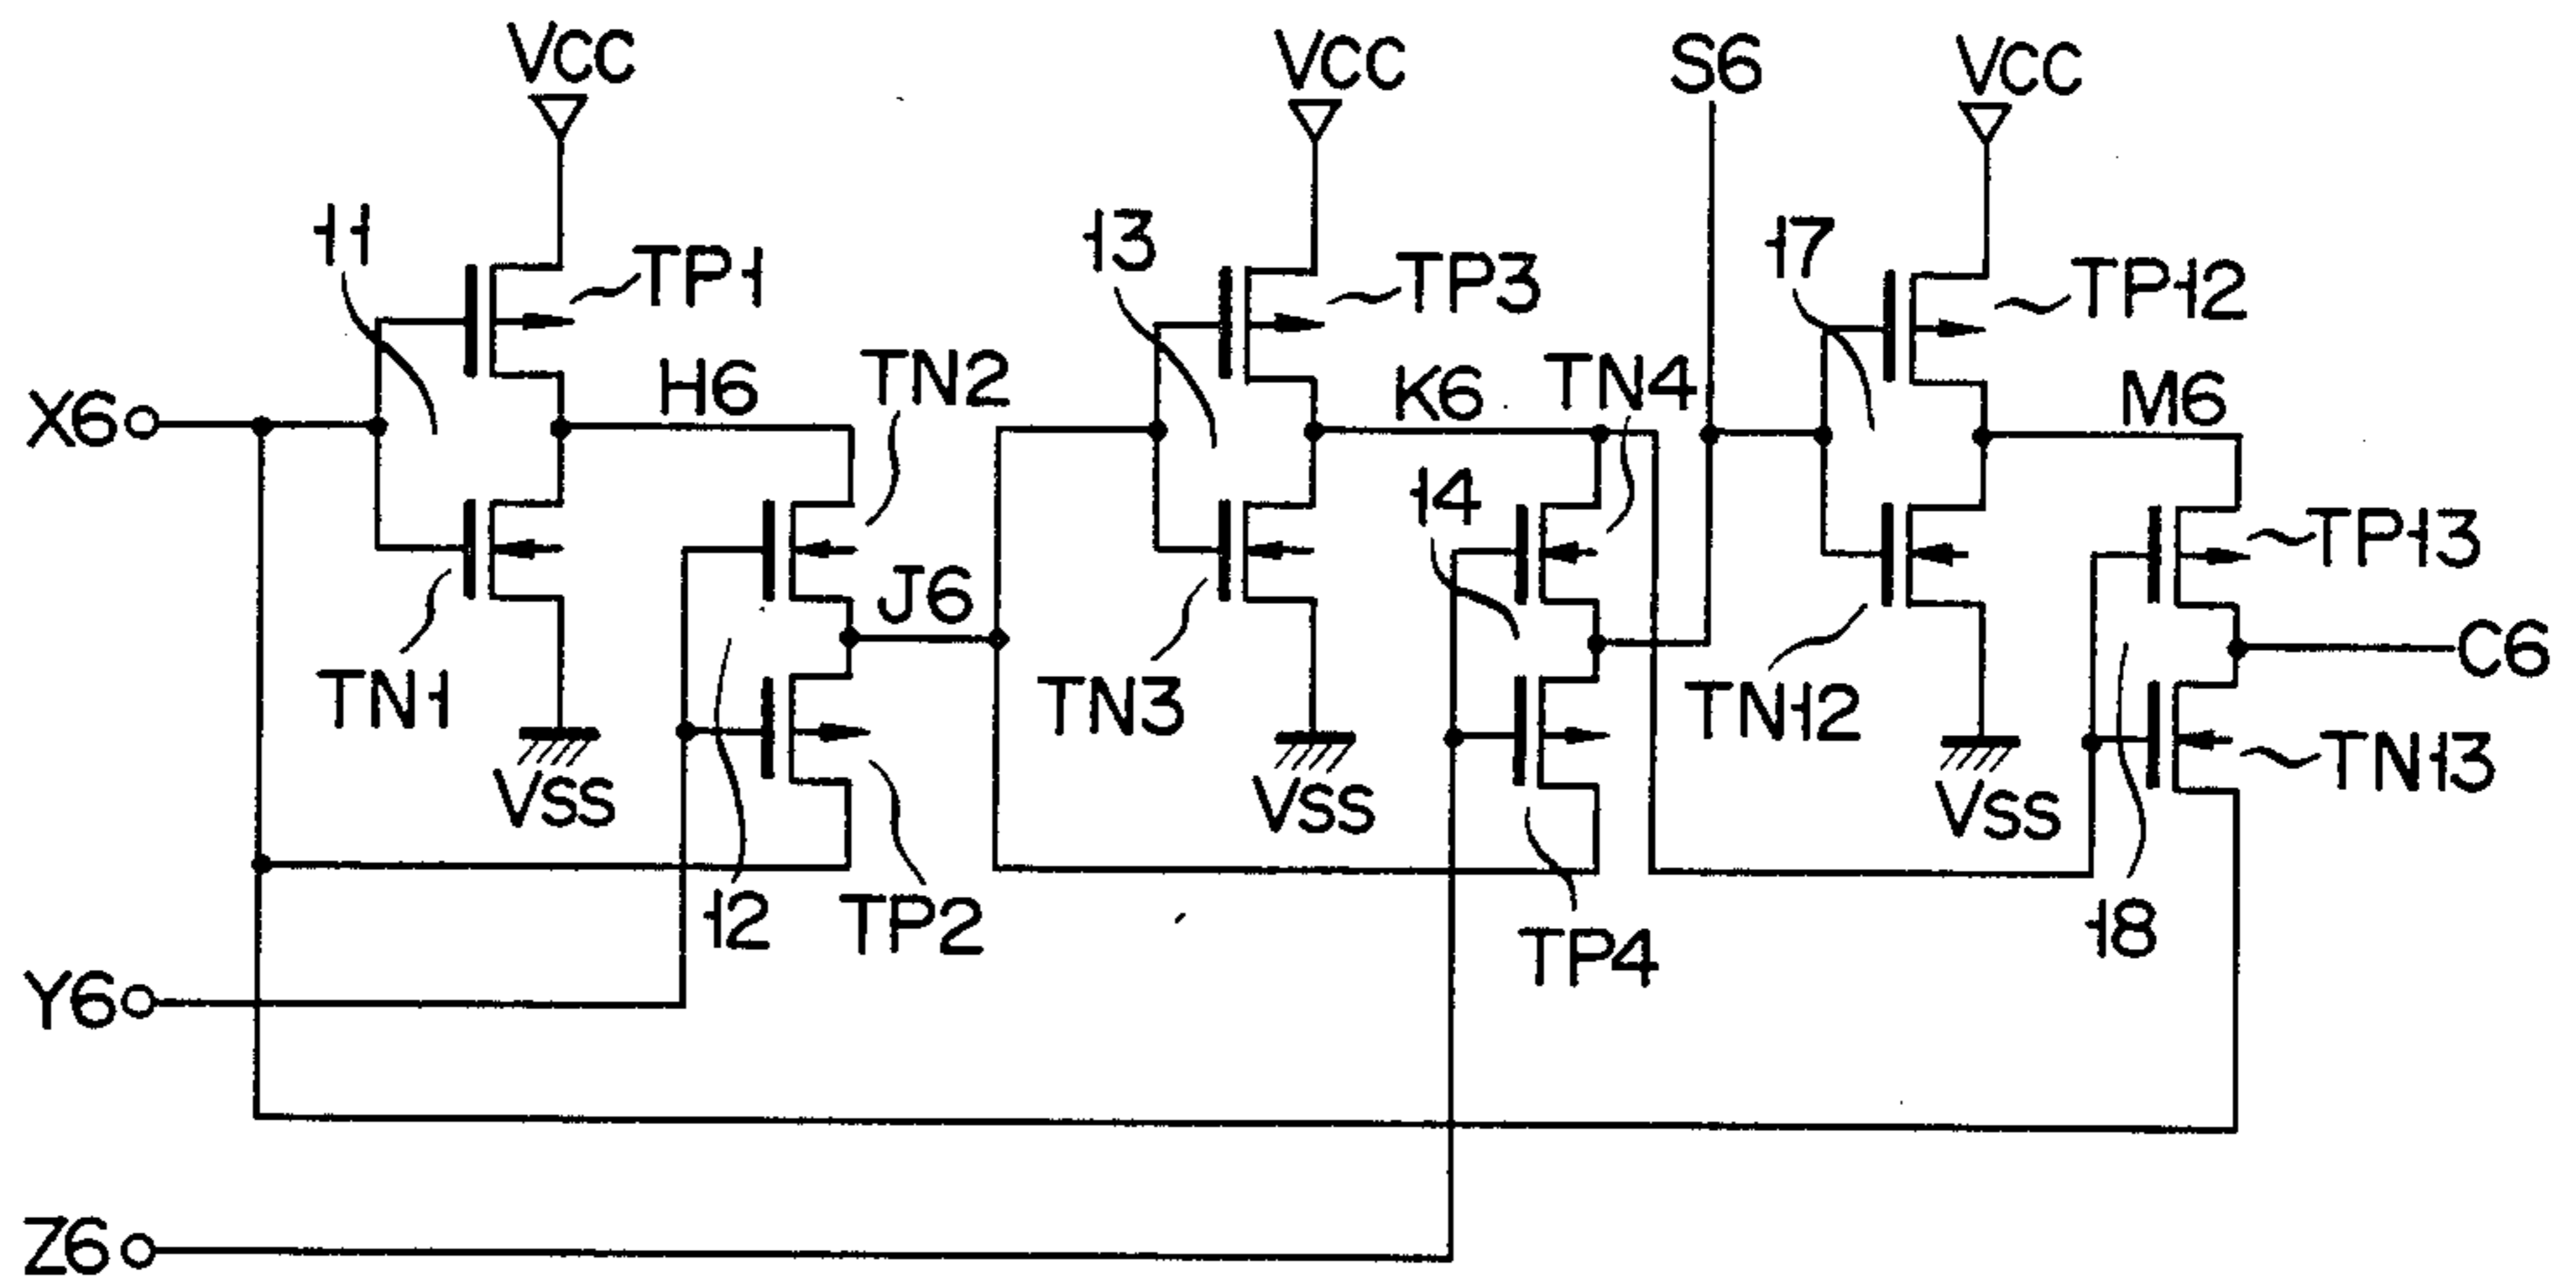 VCC
VCC
S6
VCC
11
TP1
13
TP3
17
TP12
X6
H6
TN2
K6
TN4
M6
14
TP13
J6
C6
TN1
TN3
TN12
TN13
VSS
VSS
VSS
12
TP2
18
TP4
Y6
Z6